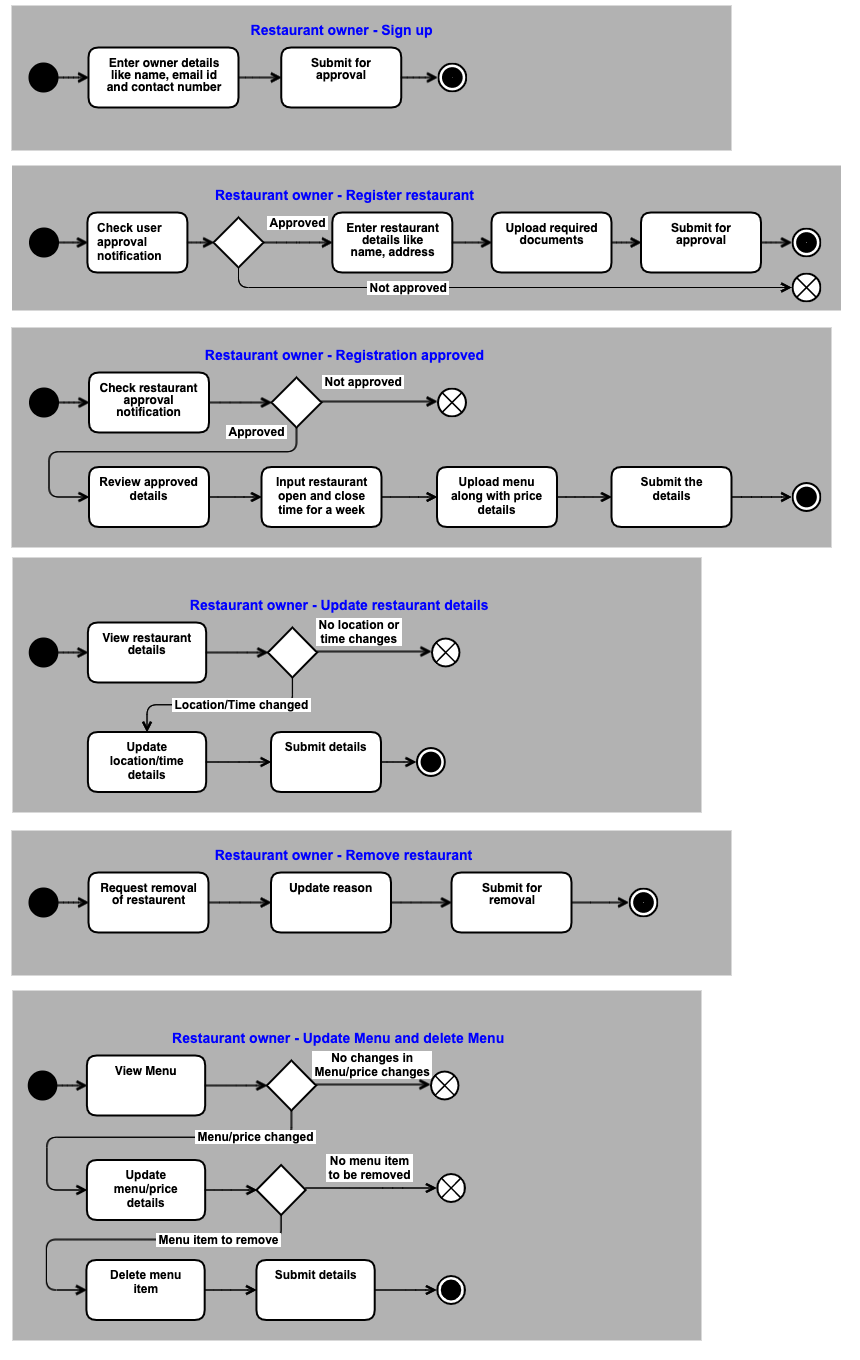 Restaurant owner - Sign up
Enter owner details
like name, email id
and contact number
Submit for
approval
Restaurant owner - Register restaurant
Check user
approval
notification
Approved
Enter restaurant
details like
name, address
Upload required
documents
Submit for
approval
Not approved
Restaurant owner - Registration approved
Check restaurant
approval
notification
Not approved
Approved
Review approved
details
Input restaurant
open and close
time for a week
Upload menu
along with price
details
Submit the
details
Restaurant owner - Update restaurant details
View restaurant
details
No location or
time changes
Location/Time changed
Update
location/time
details
Submit details
Restaurant owner - Remove restaurant
Request removal
of restaurent
Update reason
Submit for
removal
Restaurant owner - Update Menu and delete Menu
View Menu
No changes in
Menu/price changes
Menu/price changed
Update
menu/price
details
No menu item
to be removed
Menu item to remove
Delete menu
item
Submit details